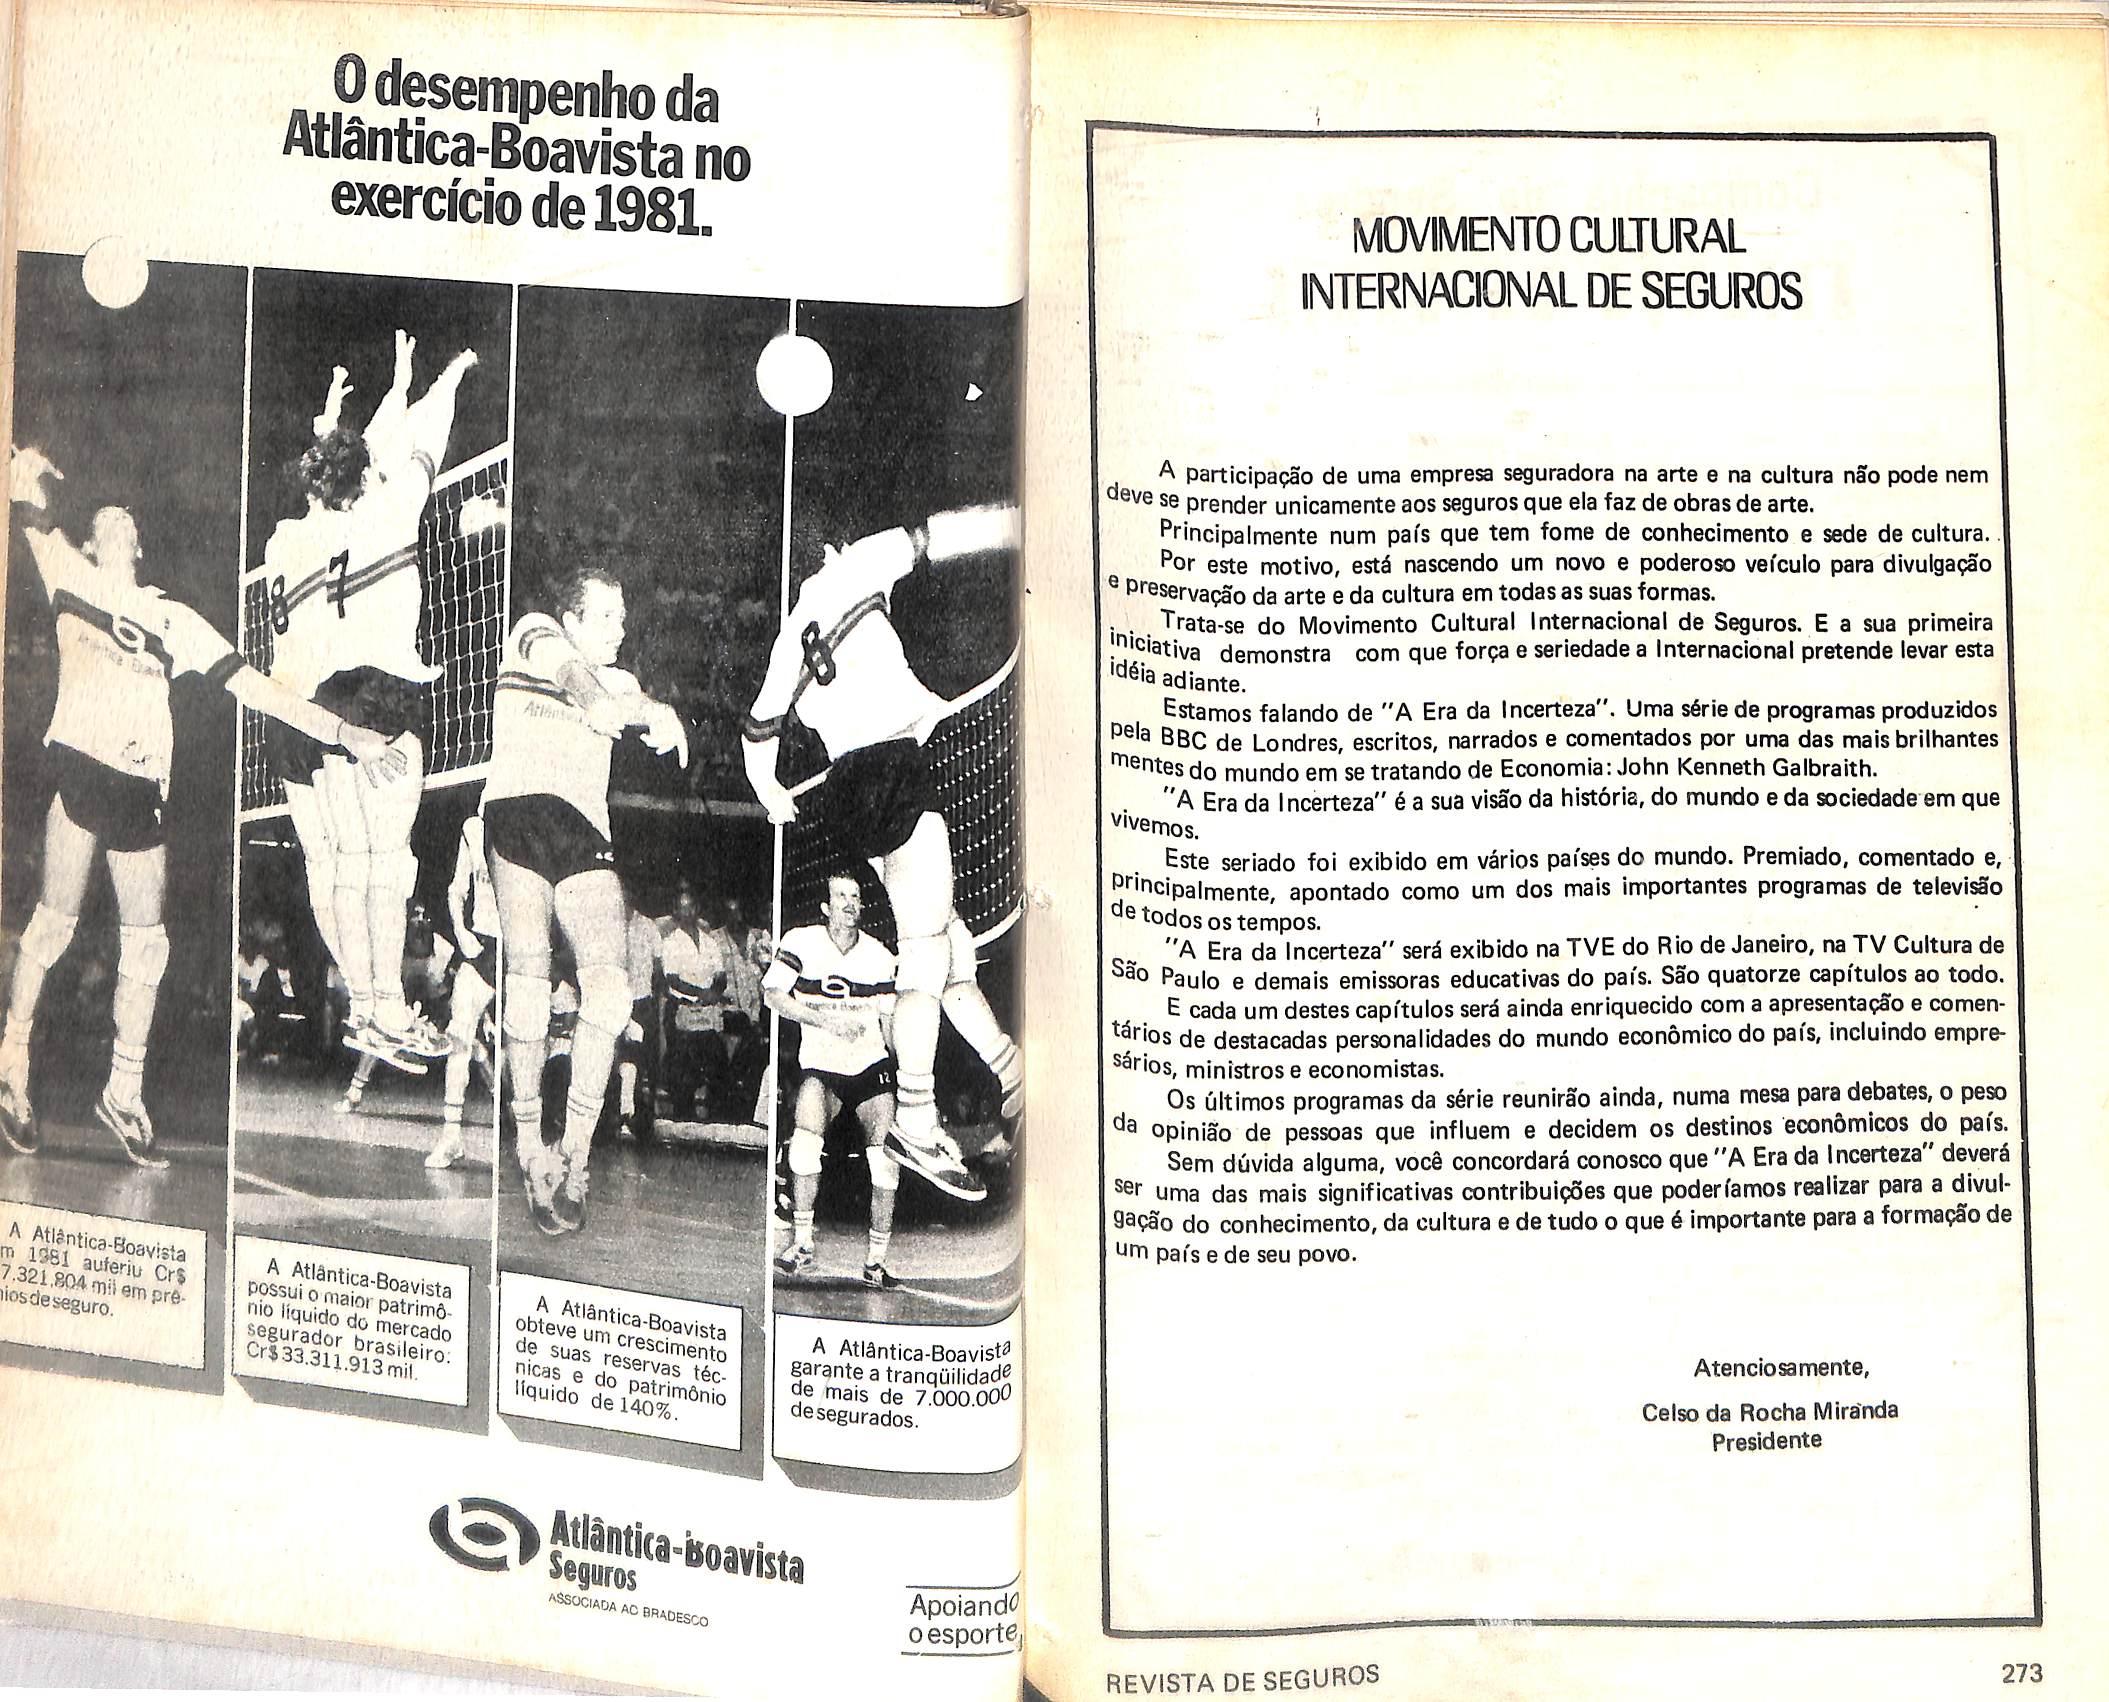 O desempenho da
Atlântica-Boavista no
exercício de 1981.
8
7
8
12
A Atlântica-Boavista
m 1981 auferiu Cr$
7.321.804 mil em prê-
ios de seguro.
A Atlântica-Boavista
possui o maior patrimô-
nio líquido do mercado
segurador brasileiro:
Cr$ 33.311.913 mil.
A Atlântica-Boavista
obteve um crescimento
de suas reservas téc-
nicas e do patrimônio
líquido de 140%.
A Atlântica-Boavista
garante a tranqüilidade
de mais de 7.000.000
de segurados.
Atlântica-Boavista
Seguros
ASSOCIADA AO BRADESCO
Apoiando
o esporte
MOVIMENTO CULTURAL
INTERNACIONAL DE SEGUROS
A participação de uma empresa seguradora na arte e na cultura não pode nem
deve se prender unicamente aos seguros que ela faz de obras de arte.
Principalmente num país que tem fome de conhecimento e sede de cultura.
Por este motivo, está nascendo um novo e poderoso veículo para divulgação
e preservação da arte e da cultura em todas as suas formas.
Trata-se do Movimento Cultural Internacional de Seguros. E a sua primeira
iniciativa demonstra com que força e seriedade a Internacional pretende levar esta
idéia adiante.
Estamos falando de "A Era da Incerteza". Uma série de programas produzidos
pela BBC de Londres, escritos, narrados e comentados por uma das mais brilhantes
mentes do mundo em se tratando de Economia: John Kenneth Galbraith.
"A Era da Incerteza" é a sua visão da história, do mundo e da sociedade em que
vivemos.
Este seriado foi exibido em vários países do mundo. Premiado, comentado e,
principalmente, apontado como um dos mais importantes programas de televisão
de todos os tempos.
"A Era da Incerteza" será exibido na TVE do Rio de Janeiro, na TV Cultura de
São Paulo e demais emissoras educativas do país. São quatorze capítulos ao todo.
E cada um destes capítulos será ainda enriquecido com a apresentação e comen-
tários de destacadas personalidades do mundo econômico do país, incluindo empre-
sários, ministros e economistas.
Os últimos programas da série reunirão ainda, numa mesa para debates, o peso
da opinião de pessoas que influem e decidem os destinos econômicos do país.
Sem dúvida alguma, você concordará conosco que "A Era da Incerteza" deverá
ser uma das mais significativas contribuições que poderíamos realizar para a divul-
gação do conhecimento, da cultura e de tudo o que é importante para a formação de
um país e de seu povo.
Atenciosamente,
Celso da Rocha Miranda
Presidente
REVISTA DE SEGUROS
273